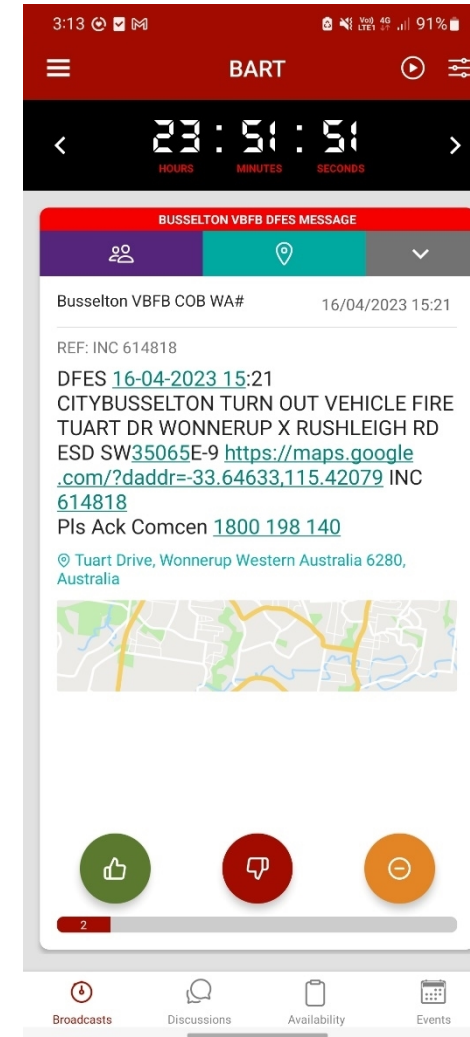 3:13 91%
BART
23 : 51 : 51
HOURS MINUTES SECONDS
BUSSELTON VBFB DFES MESSAGE
Busselton VBFB COB WA# 16/04/2023 15:21
REF: INC 614818
DFES 16-04-2023 15:21
CITYBUSSELTON TURN OUT VEHICLE FIRE
TUART DR WONNERUP X RUSHLEIGH RD
ESD SW35065E-9 https://maps.google
.com/?daddr=-33.64633,115.42079 INC
614818
Pls Ack Comcen 1800 198 140
Tuart Drive, Wonnerup Western Australia 6280,
Australia
2
Broadcasts Discussions Availability Events